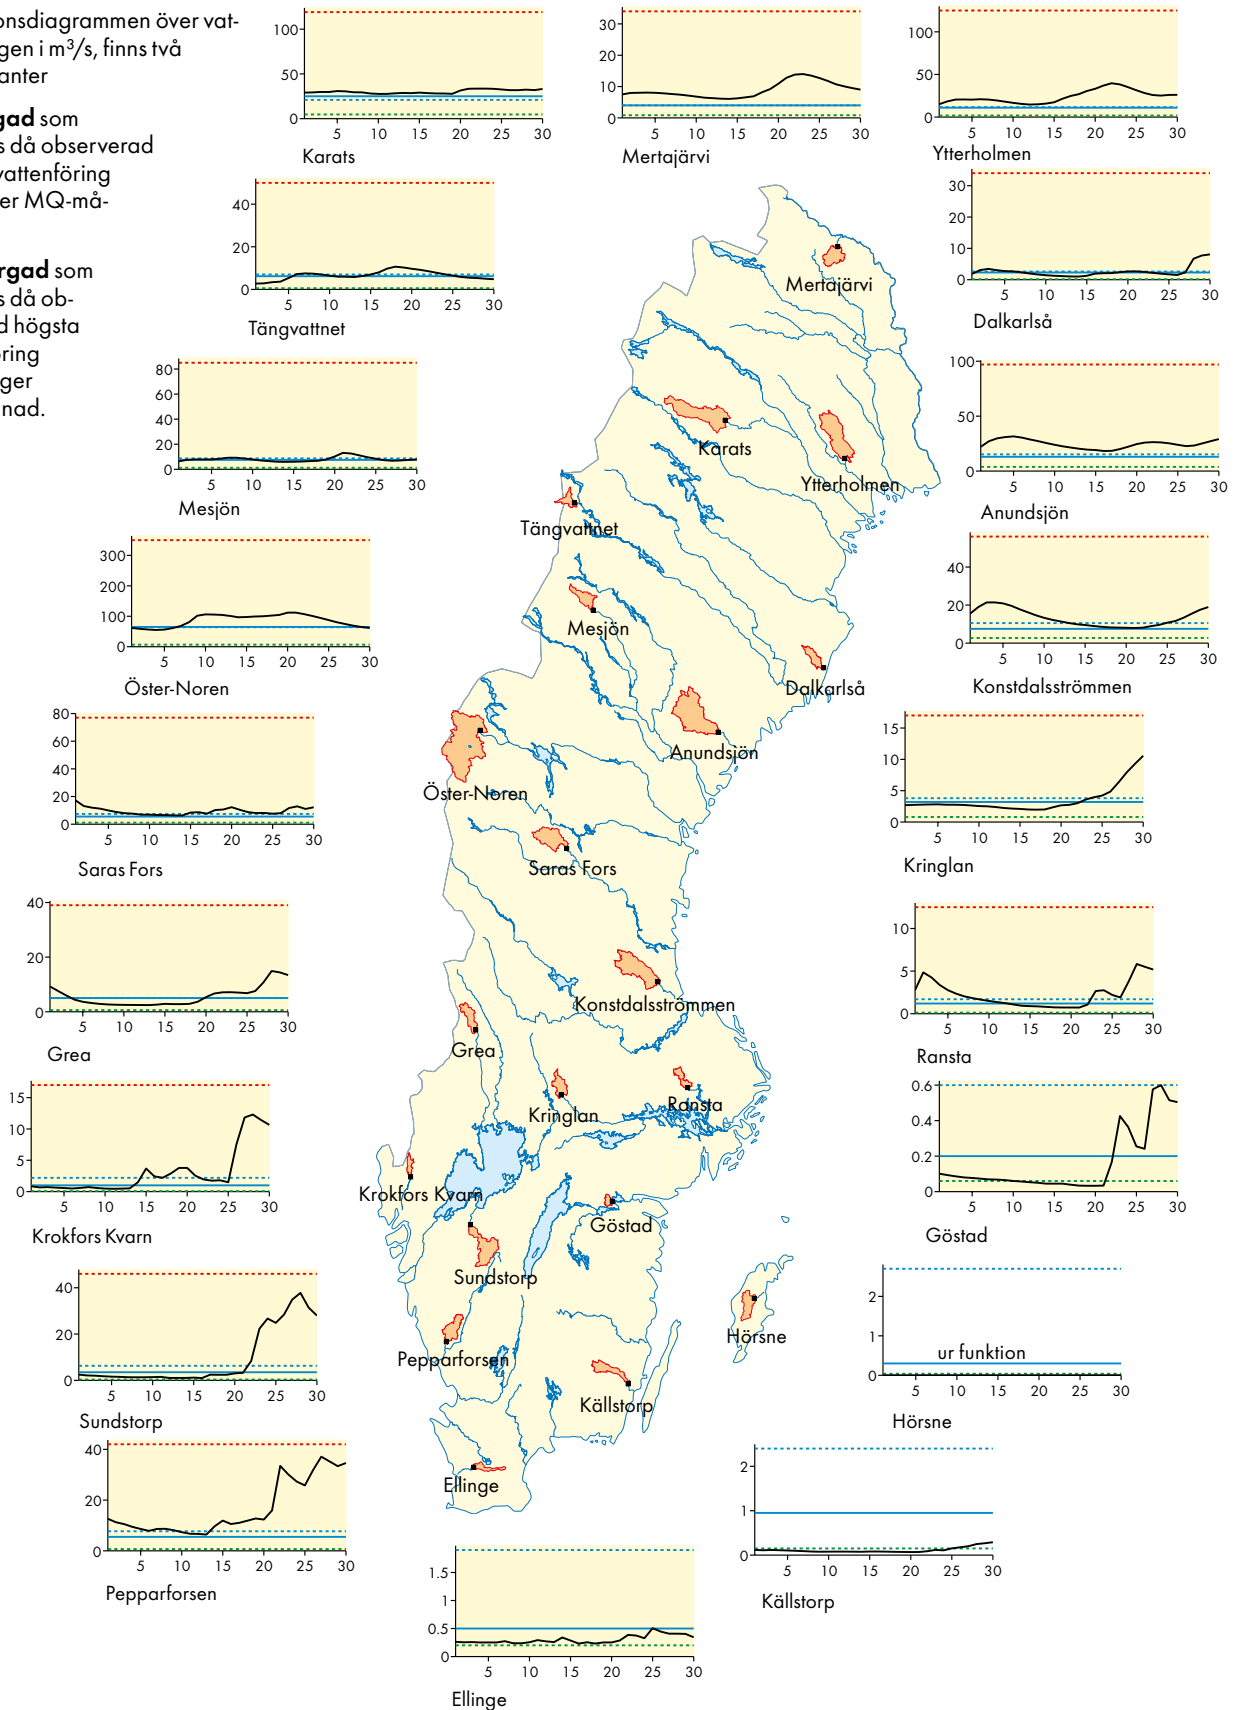 onsdiagrammen över vat-
gen i m³/s, finns två
anter
gad som
s då observerad
vattenföring
er MQ-må-
rgad som
s då ob-
d högsta
öring
ger
nad.
100
50
0
5 10 15 20 25 30
Karats
30
20
10
0
5 10 15 20 25 30
Mertajärvi
100
50
0
5 10 15 20 25 30
Ytterholmen
40
20
0
5 10 15 20 25 30
Tängvattnet
30
20
10
0
5 10 15 20 25 30
Dalkarlså
80
60
40
20
0
5 10 15 20 25 30
Mesjön
100
50
0
5 10 15 20 25 30
Anundsjön
300
200
100
0
5 10 15 20 25 30
Öster-Noren
40
20
0
5 10 15 20 25 30
Konstdalsströmmen
80
60
40
20
0
5 10 15 20 25 30
Saras Fors
15
10
5
0
5 10 15 20 25 30
Kringlan
40
20
0
5 10 15 20 25 30
Grea
10
5
0
5 10 15 20 25 30
Ransta
15
10
5
0
5 10 15 20 25 30
Krokfors Kvarn
0.6
0.4
0.2
0
5 10 15 20 25 30
Göstad
40
20
0
5 10 15 20 25 30
Sundstorp
2
1
0
ur funktion
5 10 15 20 25 30
Hörsne
40
20
0
5 10 15 20 25 30
Pepparforsen
2
1
0
5 10 15 20 25 30
Källstorp
1.5
1
0.5
0
5 10 15 20 25 30
Ellinge
Mertajärvi
Karats
Ytterholmen
Tängvattnet
Mesjön
Dalkarlså
Anundsjön
Öster-Noren
Saras Fors
Konstdalsströmmen
Grea
Kringlan
Ransta
Krokfors Kvarn
Göstad
Sundstorp
Hörsne
Pepparforsen
Källstorp
Ellinge